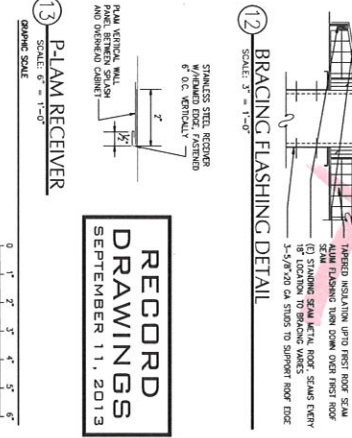 TAPERED INSULATION UPTO FIRST ROOF SEAM
ALUM FLASHING TURN DOWN OVER FIRST ROOF
SEAM
(E) STANDING SEAM METAL ROOF, SEAMS EVERY
18" LOCATION TO BRACING VARIES
3-5/8"x20 GA STUDS TO SUPPORT ROOF EDGE
12 BRACING FLASHING DETAIL
SCALE: 3" = 1'-0"
STAINLESS STEEL RECEIVER
W/HEMMED EDGE, FASTENED
6" O.C. VERTICALLY
2"
1/2"
PLAM VERTICAL WALL
PANEL BETWEEN SPLASH
AND OVERHEAD CABINET
13 P-LAM RECEIVER
SCALE: 6" = 1'-0"
RECORD
DRAWINGS
SEPTEMBER 11, 2013
GRAPHIC SCALE
0 1" 2" 3" 4" 5" 6"